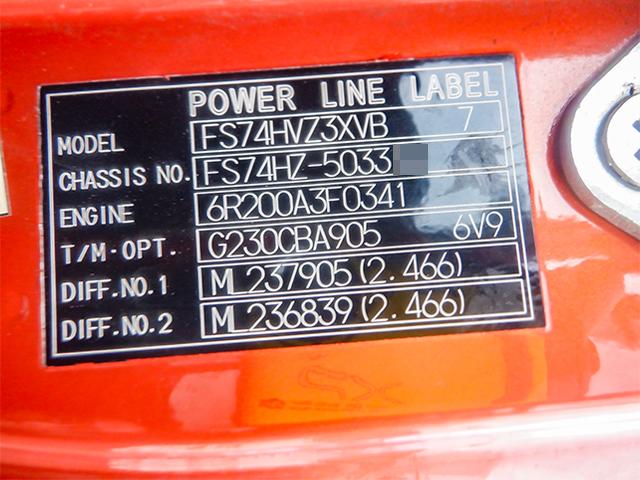 POWER LINE LABEL
MODEL FS74HVZ3XVB 7
CHASSIS NO. FS74HZ-5033
ENGINE 6R200A3F0341
T/M-OPT. G230CBA905 6V9
DIFF.NO.1 ML237905(2.466)
DIFF.NO.2 ML236839(2.466)